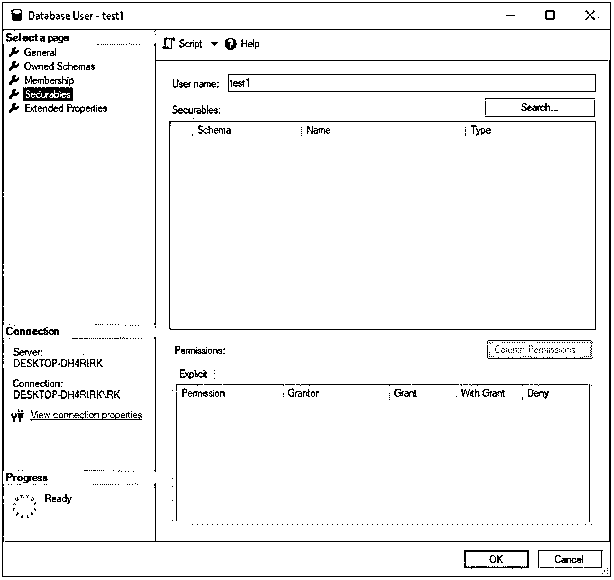 Database User - test1
Select a page
General
Owned Schemas
Membership
Securables
Extended Properties
Script Help
User name: test1
Securables: Search...
Schema Name Type
Connection
Server:
DESKTOP-DH4RIRK
Connection:
DESKTOP-DH4RIRK\RK
View connection properties
Permissions: Column Permissions...
Explicit
Permission Grantor Grant With Grant Deny
Progress
Ready
OK Cancel